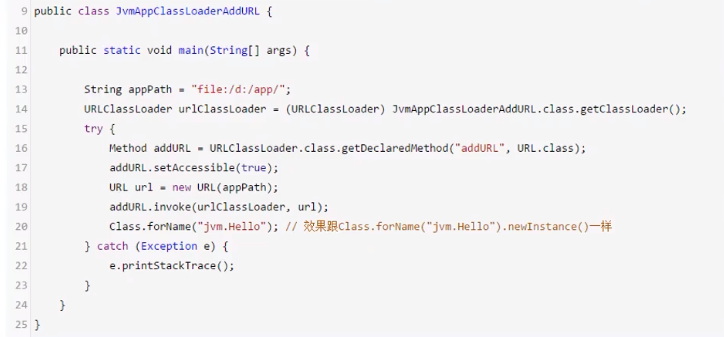 9 public class JvmAppClassLoaderAddURL {
10
11 public static void main(String[] args) {
12
13 String appPath = "file:/d:/app/";
14 URLClassLoader urlClassLoader = (URLClassLoader) JvmAppClassLoaderAddURL.class.getClassLoader();
15 try {
16 Method addURL = URLClassLoader.class.getDeclaredMethod("addURL", URL.class);
17 addURL.setAccessible(true);
18 URL url = new URL(appPath);
19 addURL.invoke(urlClassLoader, url);
20 Class.forName("jvm.Hello"); // 效果跟Class.forName("jvm.Hello").newInstance()一样
21 } catch (Exception e) {
22 e.printStackTrace();
23 }
24 }
25 }